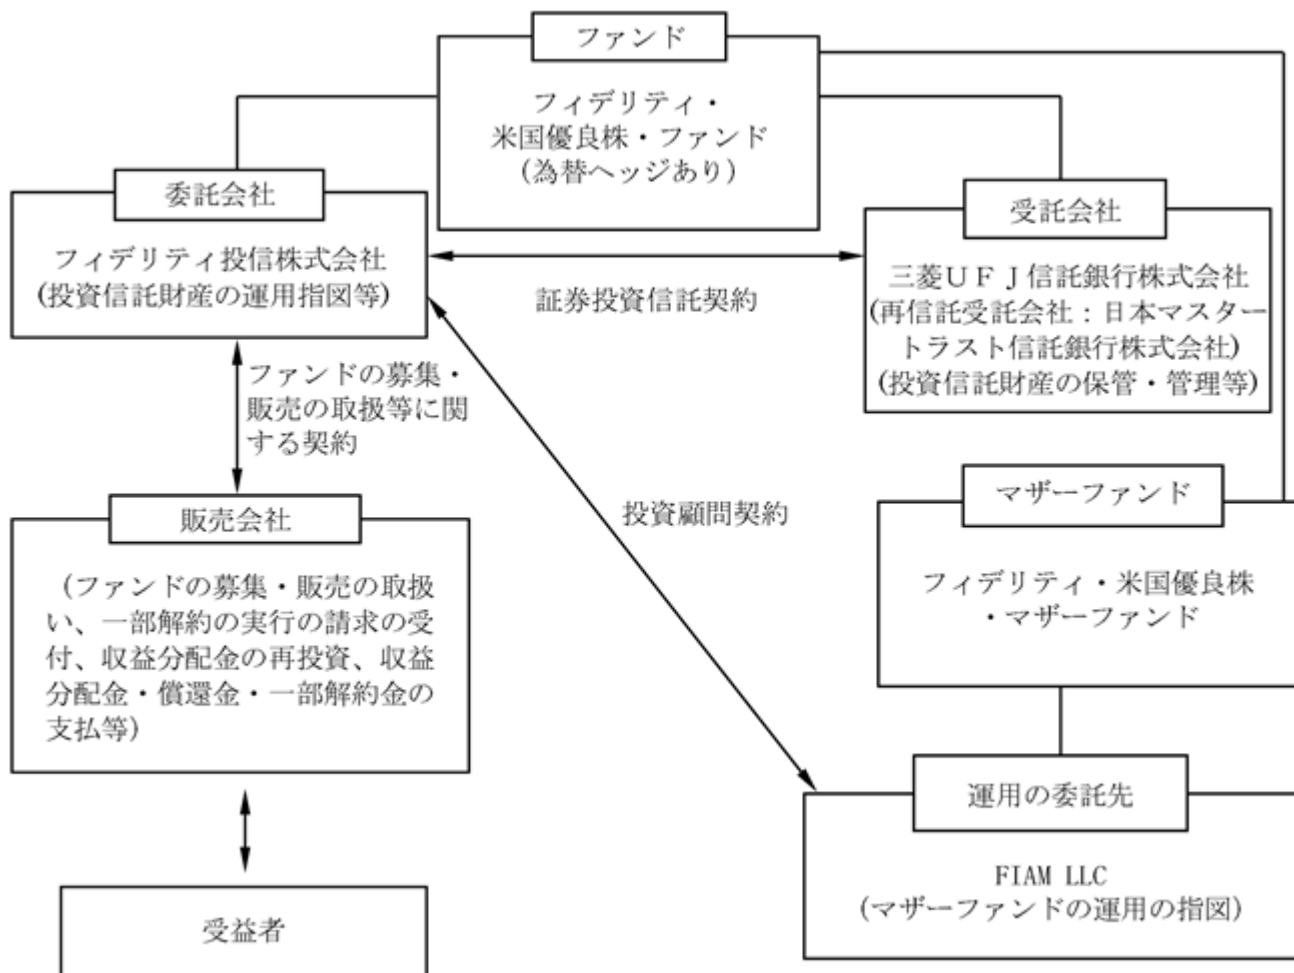 ファンド
フィデリティ・
米国優良株・ファンド
(為替ヘッジあり)
委託会社
フィデリティ投信株式会社
(投資信託財産の運用指図等)
証券投資信託契約
受託会社
三菱ＵＦＪ信託銀行株式会社
(再信託受託会社：日本マスター
トラスト信託銀行株式会社)
(投資信託財産の保管・管理等)
ファンドの募集・
販売の取扱等に関
する契約
投資顧問契約
販売会社
(ファンドの募集・販売の取扱
い、一部解約の実行の請求の受
付、収益分配金の再投資、収益
分配金・償還金・一部解約金の
支払等)
マザーファンド
フィデリティ・米国優良株
・マザーファンド
運用の委託先
FIAM LLC
(マザーファンドの運用の指図)
受益者